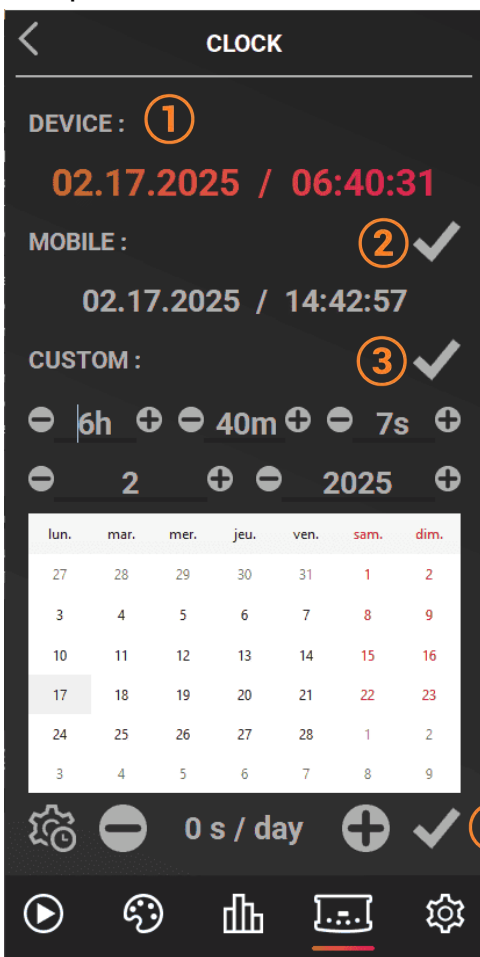 CLOCK
DEVICE : 1
02.17.2025 / 06:40:31
MOBILE : 2
02.17.2025 / 14:42:57
CUSTOM : 3
6h 40m 7s
2 2025
lun. mar. mer. jeu. ven. sam. dim.
27 28 29 30 31 1 2
3 4 5 6 7 8 9
10 11 12 13 14 15 16
17 18 19 20 21 22 23
24 25 26 27 28 1 2
3 4 5 6 7 8 9
0 s / day